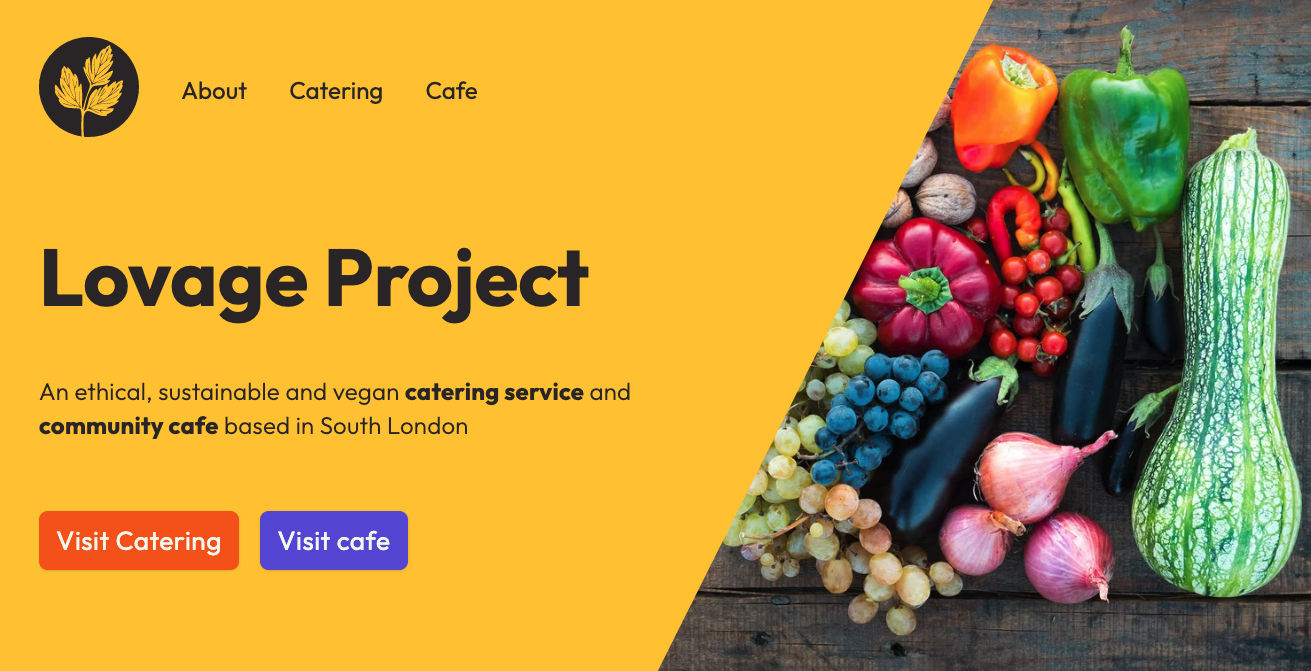 About Catering Cafe
Lovage Project
An ethical, sustainable and vegan catering service and
community cafe based in South London
Visit Catering Visit cafe